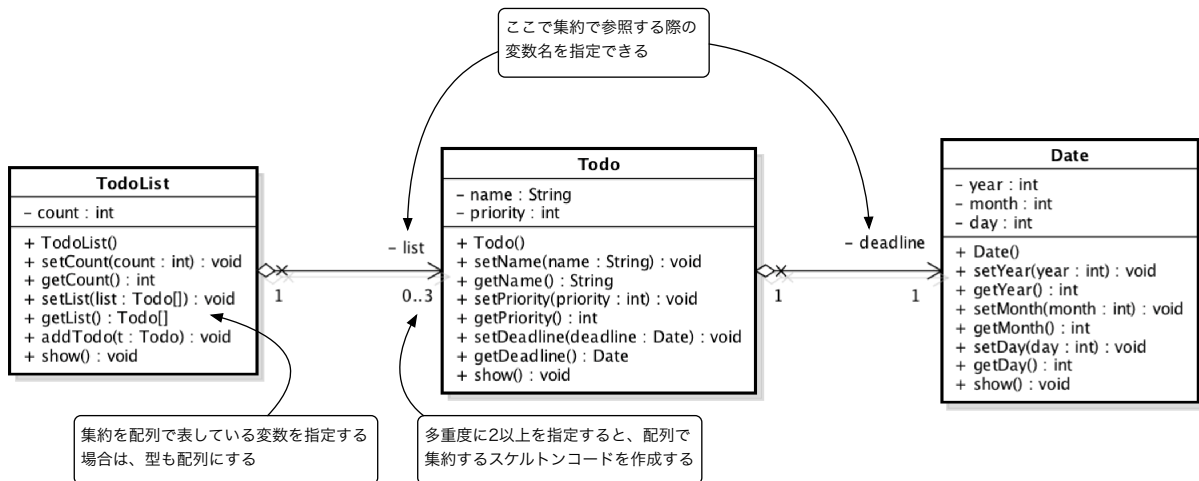 ここで集約で参照する際の
変数名を指定できる
TodoList
- count : int
+ TodoList()
+ setCount(count : int) : void
+ getCount() : int
+ setList(list : Todo[]) : void
+ getList() : Todo[]
+ addTodo(t : Todo) : void
+ show() : void
- list
1
0..3
Todo
- name : String
- priority : int
+ Todo()
+ setName(name : String) : void
+ getName() : String
+ setPriority(priority : int) : void
+ getPriority() : int
+ setDeadline(deadline : Date) : void
+ getDeadline() : Date
+ show() : void
- deadline
1
1
Date
- year : int
- month : int
- day : int
+ Date()
+ setYear(year : int) : void
+ getYear() : int
+ setMonth(month : int) : void
+ getMonth() : int
+ setDay(day : int) : void
+ getDay() : int
+ show() : void
集約を配列で表している変数を指定する
場合は、型も配列にする
多重度に2以上を指定すると、配列で
集約するスケルトンコードを作成する